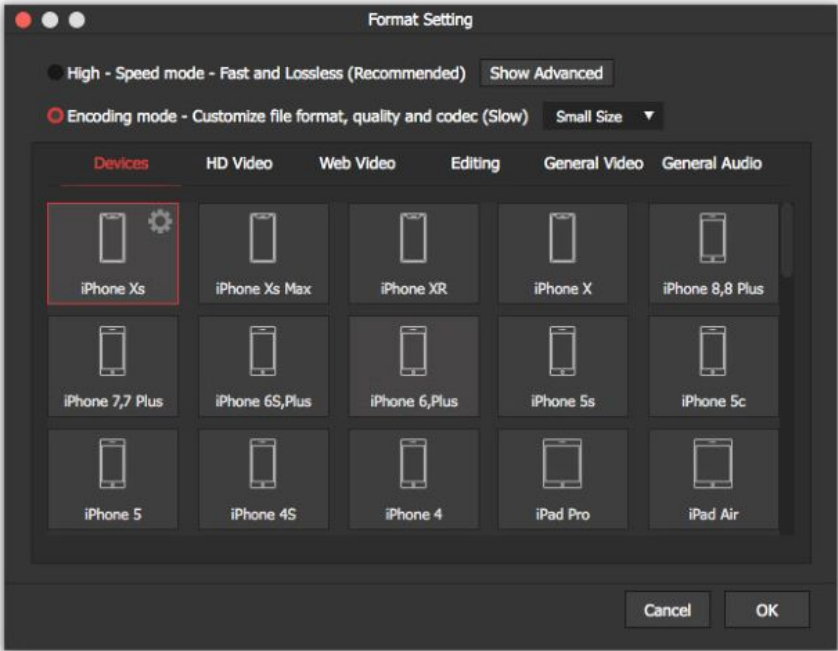 Format Setting
High - Speed mode - Fast and Lossless (Recommended) Show Advanced
Encoding mode - Customize file format, quality and codec (Slow) Small Size
Devices HD Video Web Video Editing General Video General Audio
iPhone Xs iPhone Xs Max iPhone XR iPhone X iPhone 8,8 Plus
iPhone 7,7 Plus iPhone 6S,Plus iPhone 6,Plus iPhone 5s iPhone 5c
iPhone 5 iPhone 4S iPhone 4 iPad Pro iPad Air
Cancel OK